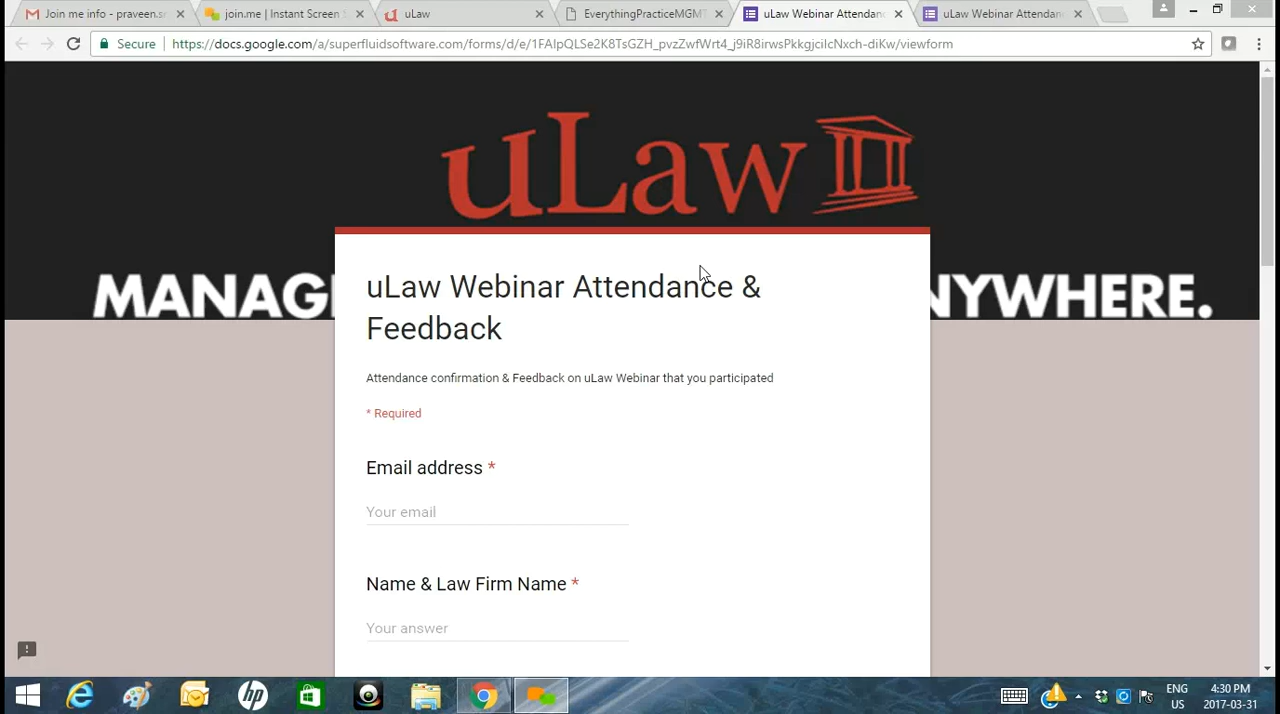 Join me info - praveen.s
join.me | Instant Screen S
uLaw
EverythingPracticeMGMT
uLaw Webinar Attendanc
uLaw Webinar Attendanc
Secure
https://docs.google.com/a/superfluidsoftware.com/forms/d/e/1FAIpQLSe2K8TsGZH_pvzZwfWrt4_j9iR8irwsPkkgjcilcNxch-diKw/viewform
uLaw
MANAG
NYWHERE.
uLaw Webinar Attendance &
Feedback
Attendance confirmation & Feedback on uLaw Webinar that you participated
* Required
Email address *
Your email
Name & Law Firm Name *
Your answer
ENG
US
4:30 PM
2017-03-31